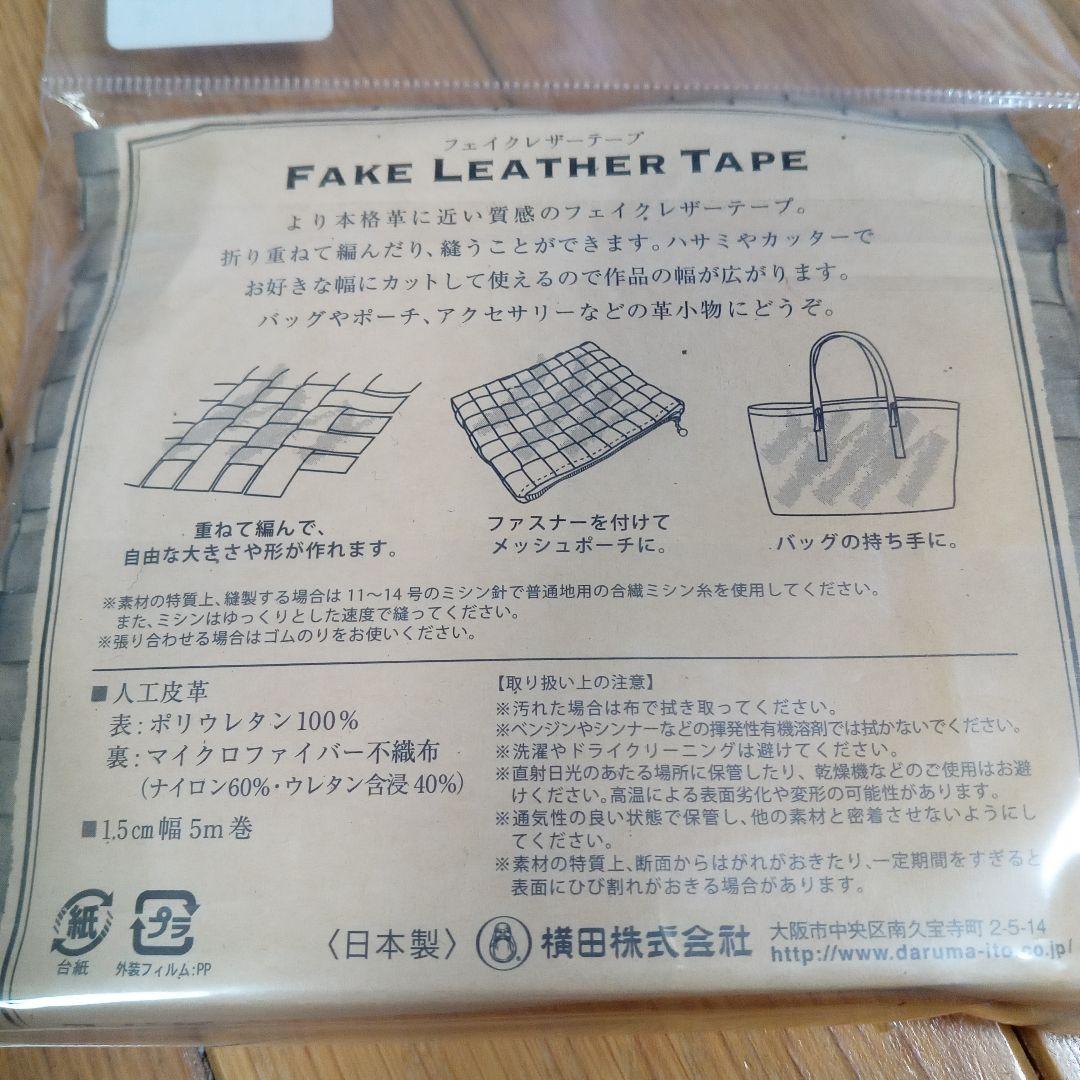 フェイクレザーテープ
FAKE LEATHER TAPE
より本格革に近い質感のフェイクレザーテープ。
折り重ねて編んだり、縫うことができます。ハサミやカッターで
お好きな幅にカットして使えるので作品の幅が広がります。
バッグやポーチ、アクセサリーなどの革小物にどうぞ。
重ねて編んで、
自由な大きさや形が作れます。
ファスナーを付けて
メッシュポーチに。
バッグの持ち手に。
※素材の特質上、縫製する場合は11〜14号のミシン針で普通地用の合繊ミシン糸を使用してください。
また、ミシンはゆっくりとした速度で縫ってください。
※張り合わせる場合はゴムのりをお使いください。
■人工皮革
表:ポリウレタン100%
裏:マイクロファイバー不織布
(ナイロン60%・ウレタン含浸40%)
■1.5㎝幅5m巻
【取り扱い上の注意】
※汚れた場合は布で拭き取ってください。
※ベンジンやシンナーなどの揮発性有機溶剤では拭かないでください。
※洗濯やドライクリーニングは避けてください。
※直射日光のあたる場所に保管したり、乾燥機などのご使用はお避
けください。高温による表面劣化や変形の可能性があります。
※通気性の良い状態で保管し、他の素材と密着させないようにし
てください。
※素材の特質上、断面からはがれがおきたり、一定期間をすぎると
表面にひび割れがおきる場合があります。
紙
台紙
プラ
外装フィルム:PP
〈日本製〉
横田株式会社
大阪市中央区南久宝寺町2-5-14
http://www.daruma-ito.co.jp/